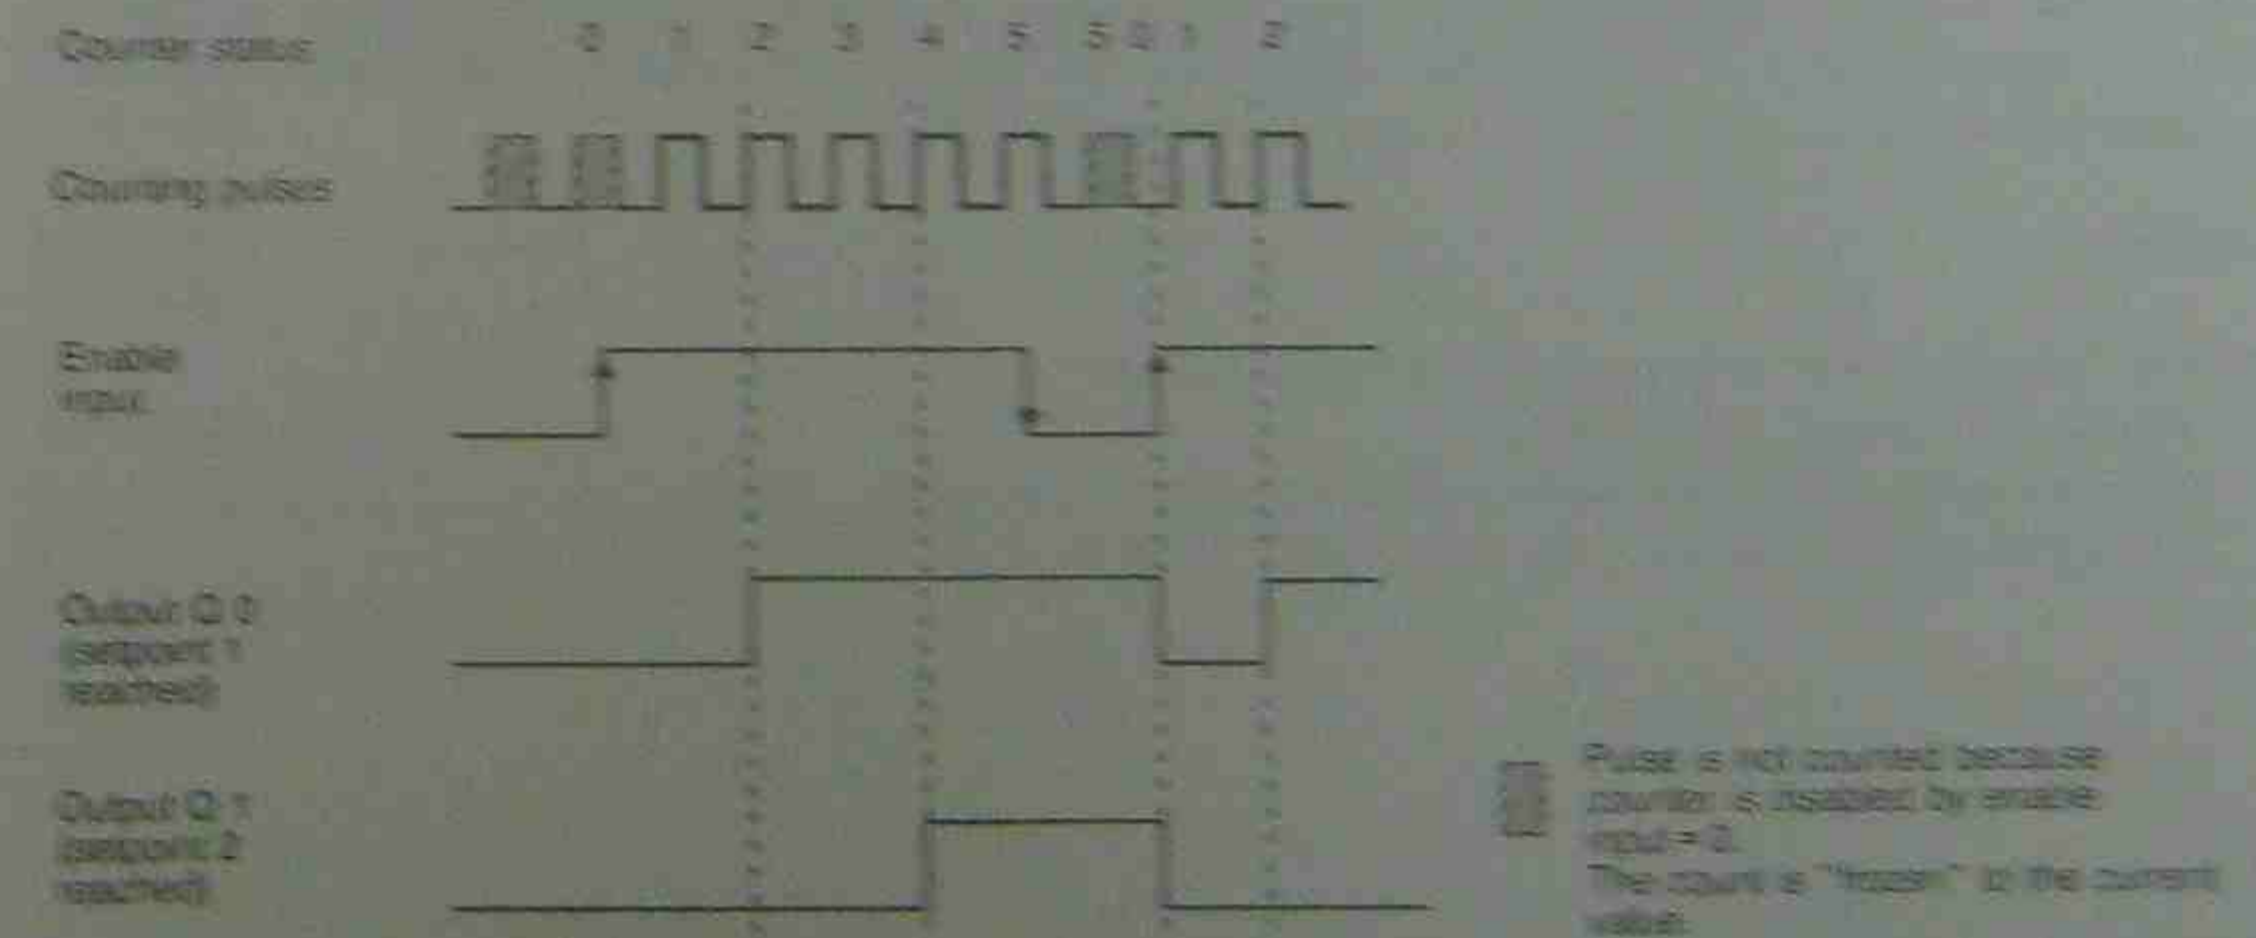 Counter status 0 1 2 3 4 5 5 0 1 2
Counting pulses
Enable
input
Output Q 0
(setpoint 1
reached)
Output Q 1
(setpoint 2
reached)
Pulse is not counted because
counter is disabled by enable
input = 0.
The count is "frozen" to the current
value.